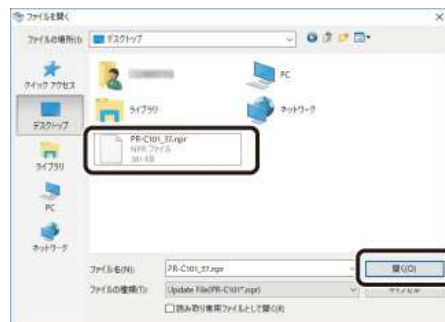 ファイルを開く
ファイルの場所(I):
デスクトップ
クイック アクセス
デスクトップ
ライブラリ
PC
ネットワーク
PC
ライブラリ
ネットワーク
PR-C101_37.npr
NPR ファイル
381 KB
ファイル名(N):
PR-C101_37.npr
開く(O)
ファイルの種類(T):
Update File(PR-C101*.npr)
キャンセル
読み取り専用ファイルとして開く(R)